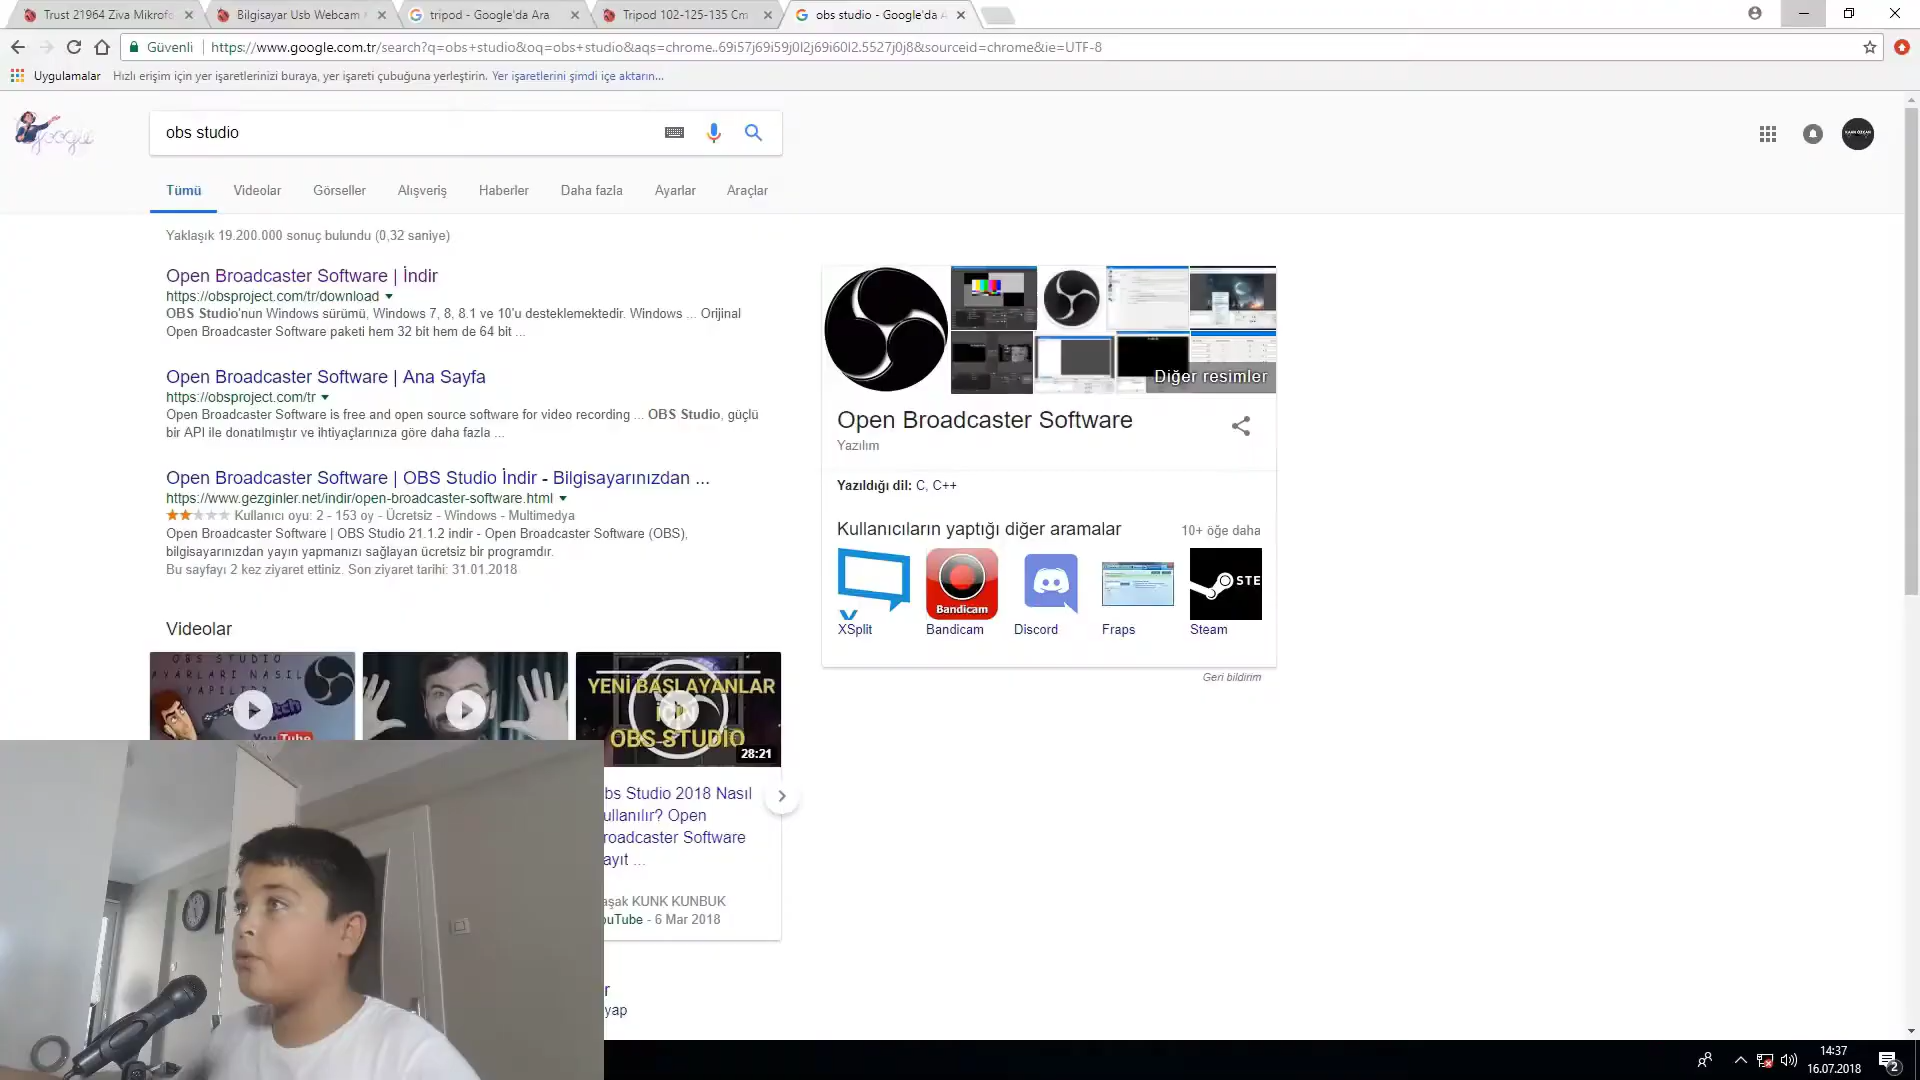 Trust 21964 Ziva Mikrofo
Bilgisayar Usb Webcam
tripod - Google'da Ara
Tripod 102-125-135 Cm
obs studio - Google'da A
Güvenli
https://www.google.com.tr/search?q=obs+studio&oq=obs+studio&aqs=chrome..69i57j69i59j0l2j69i60l2.5527j0j8&sourceid=chrome&ie=UTF-8
Uygulamalar
Hızlı erişim için yer işaretlerinizi buraya, yer işareti çubuğuna yerleştirin. Yer işaretlerini şimdi içe aktarın...
obs studio
Tümü
Videolar
Görseller
Alışveriş
Haberler
Daha fazla
Ayarlar
Araçlar
Yaklaşık 19.200.000 sonuç bulundu (0,32 saniye)
Open Broadcaster Software | İndir
https://obsproject.com/tr/download
OBS Studio'nun Windows sürümü, Windows 7, 8, 8.1 ve 10'u desteklemektedir. Windows ... Orijinal
Open Broadcaster Software paketi hem 32 bit hem de 64 bit ...
Open Broadcaster Software | Ana Sayfa
https://obsproject.com/tr
Open Broadcaster Software is free and open source software for video recording ... OBS Studio, güçlü
bir API ile donatılmıştır ve ihtiyaçlarınıza göre daha fazla ...
Open Broadcaster Software | OBS Studio İndir - Bilgisayarınızdan ...
https://www.gezginler.net/indir/open-broadcaster-software.html
Kullanıcı oyu: 2 - 153 oy - Ücretsiz - Windows - Multimedya
Open Broadcaster Software | OBS Studio 21.1.2 indir - Open Broadcaster Software (OBS),
bilgisayarınızdan yayın yapmanızı sağlayan ücretsiz bir programdır.
Bu sayfayı 2 kez ziyaret ettiniz. Son ziyaret tarihi: 31.01.2018
Videolar
OBS STUDIO
AYARLARI NASIL
YAPILIR?
YouTube
YENİ BAŞLAYANLAR
İÇİN
OBS STUDİO
28:21
bs Studio 2018 Nasıl
ullanılır? Open
roadcaster Software
ayıt ...
aşak KUNK KUNBUK
ouTube - 6 Mar 2018
r
yap
Diğer resimler
Open Broadcaster Software
Yazılım
Yazıldığı dil: C, C++
Kullanıcıların yaptığı diğer aramalar
10+ öğe daha
Bandicam
STE
XSplit
Bandicam
Discord
Fraps
Steam
Geri bildirim
14:37
16.07.2018
2